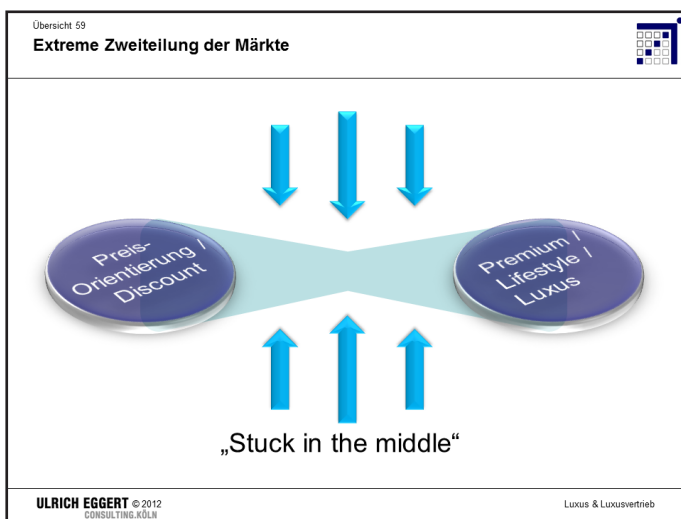 Übersicht 59
Extreme Zweiteilung der Märkte
Preis-
Orientierung /
Discount
Premium /
Lifestyle /
Luxus
„Stuck in the middle“
ULRICH EGGERT © 2012
CONSULTING.KÖLN
Luxus & Luxusvertrieb